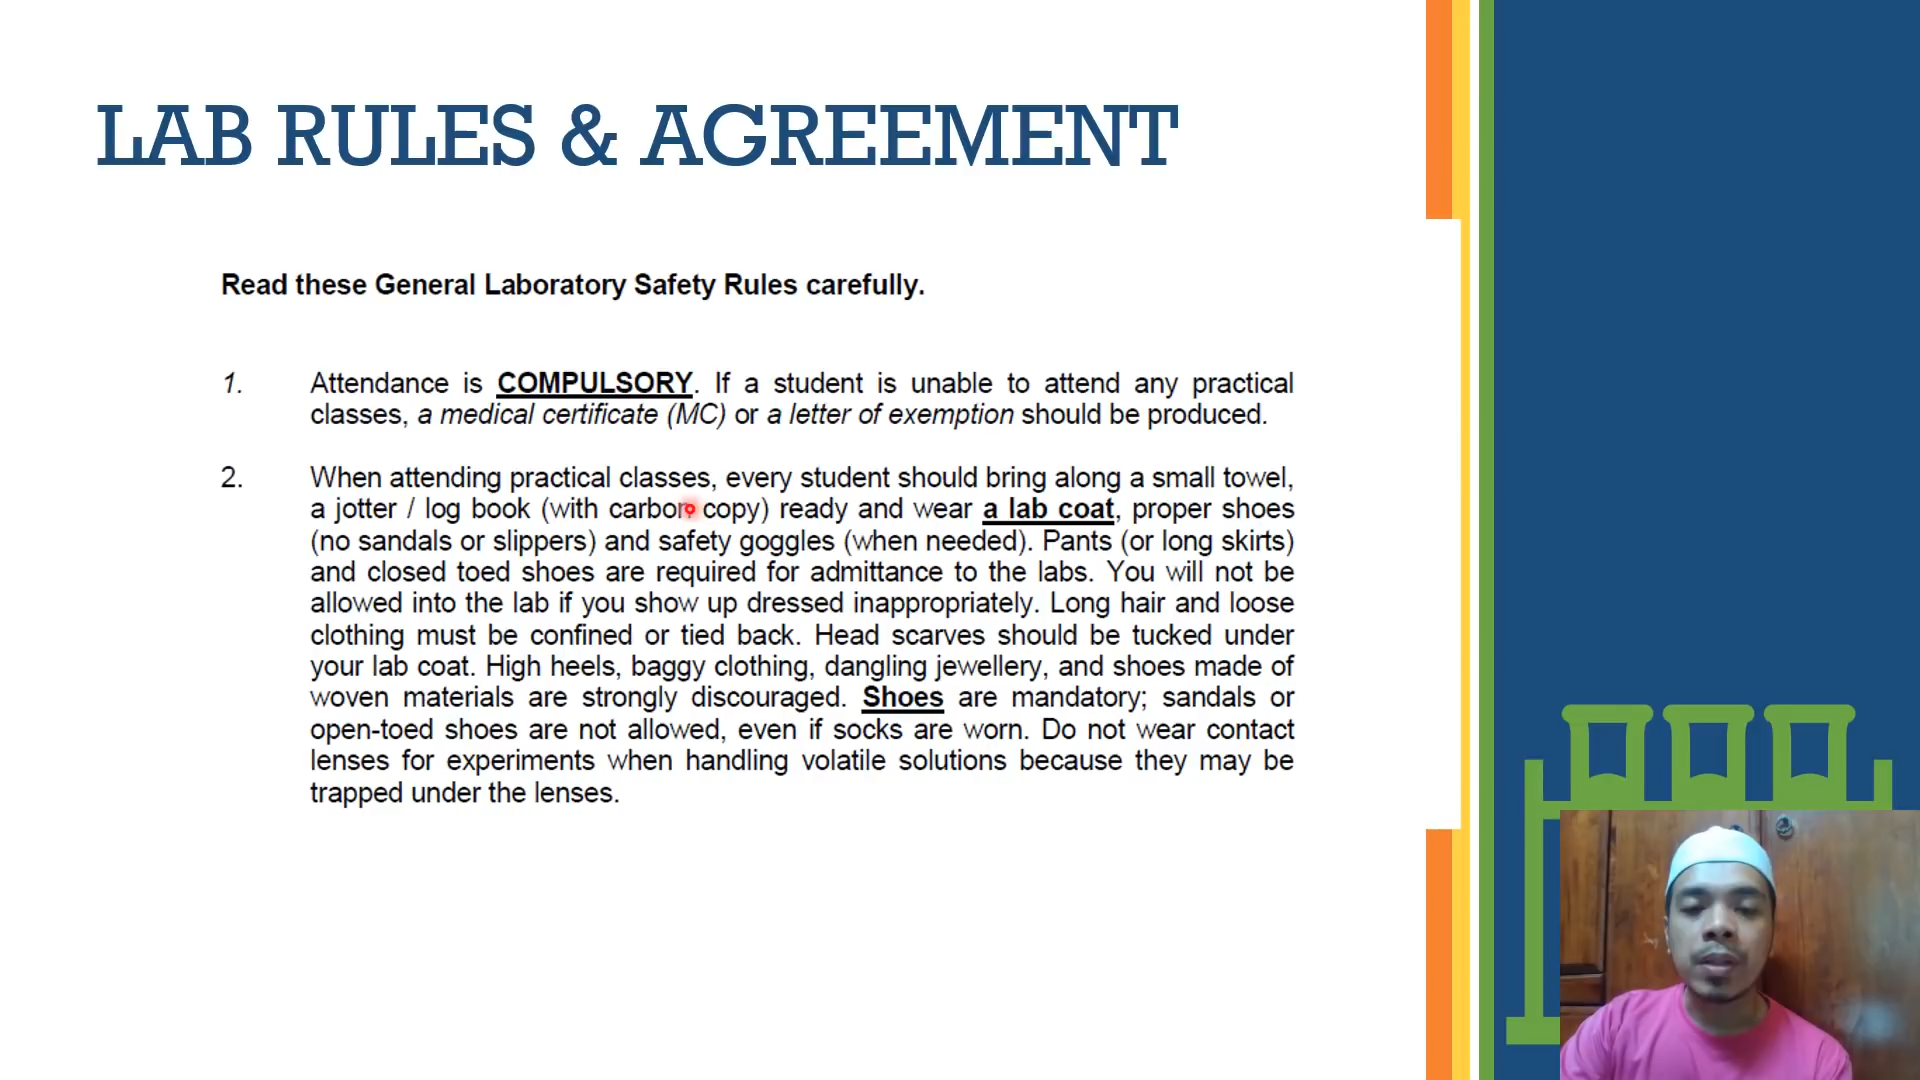 LAB RULES & AGREEMENT
Read these General Laboratory Safety Rules carefully.
1. Attendance is COMPULSORY. If a student is unable to attend any practical
classes, a medical certificate (MC) or a letter of exemption should be produced.
2. When attending practical classes, every student should bring along a small towel,
a jotter / log book (with carbon copy) ready and wear a lab coat, proper shoes
(no sandals or slippers) and safety goggles (when needed). Pants (or long skirts)
and closed toed shoes are required for admittance to the labs. You will not be
allowed into the lab if you show up dressed inappropriately. Long hair and loose
clothing must be confined or tied back. Head scarves should be tucked under
your lab coat. High heels, baggy clothing, dangling jewellery, and shoes made of
woven materials are strongly discouraged. Shoes are mandatory; sandals or
open-toed shoes are not allowed, even if socks are worn. Do not wear contact
lenses for experiments when handling volatile solutions because they may be
trapped under the lenses.